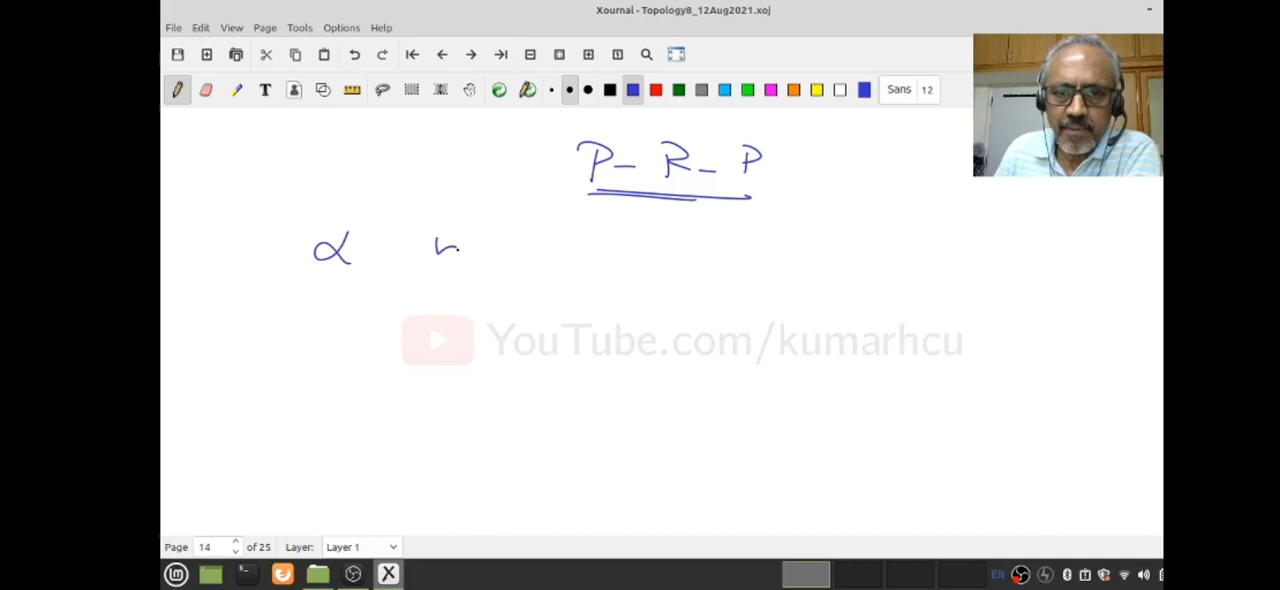 Xournal - Topology8_12Aug2021.xoj
File Edit View Page Tools Options Help
Sans 12
P - R - P
α
YouTube.com/kumarhcu
Page 14 of 25 Layer: Layer 1
EN